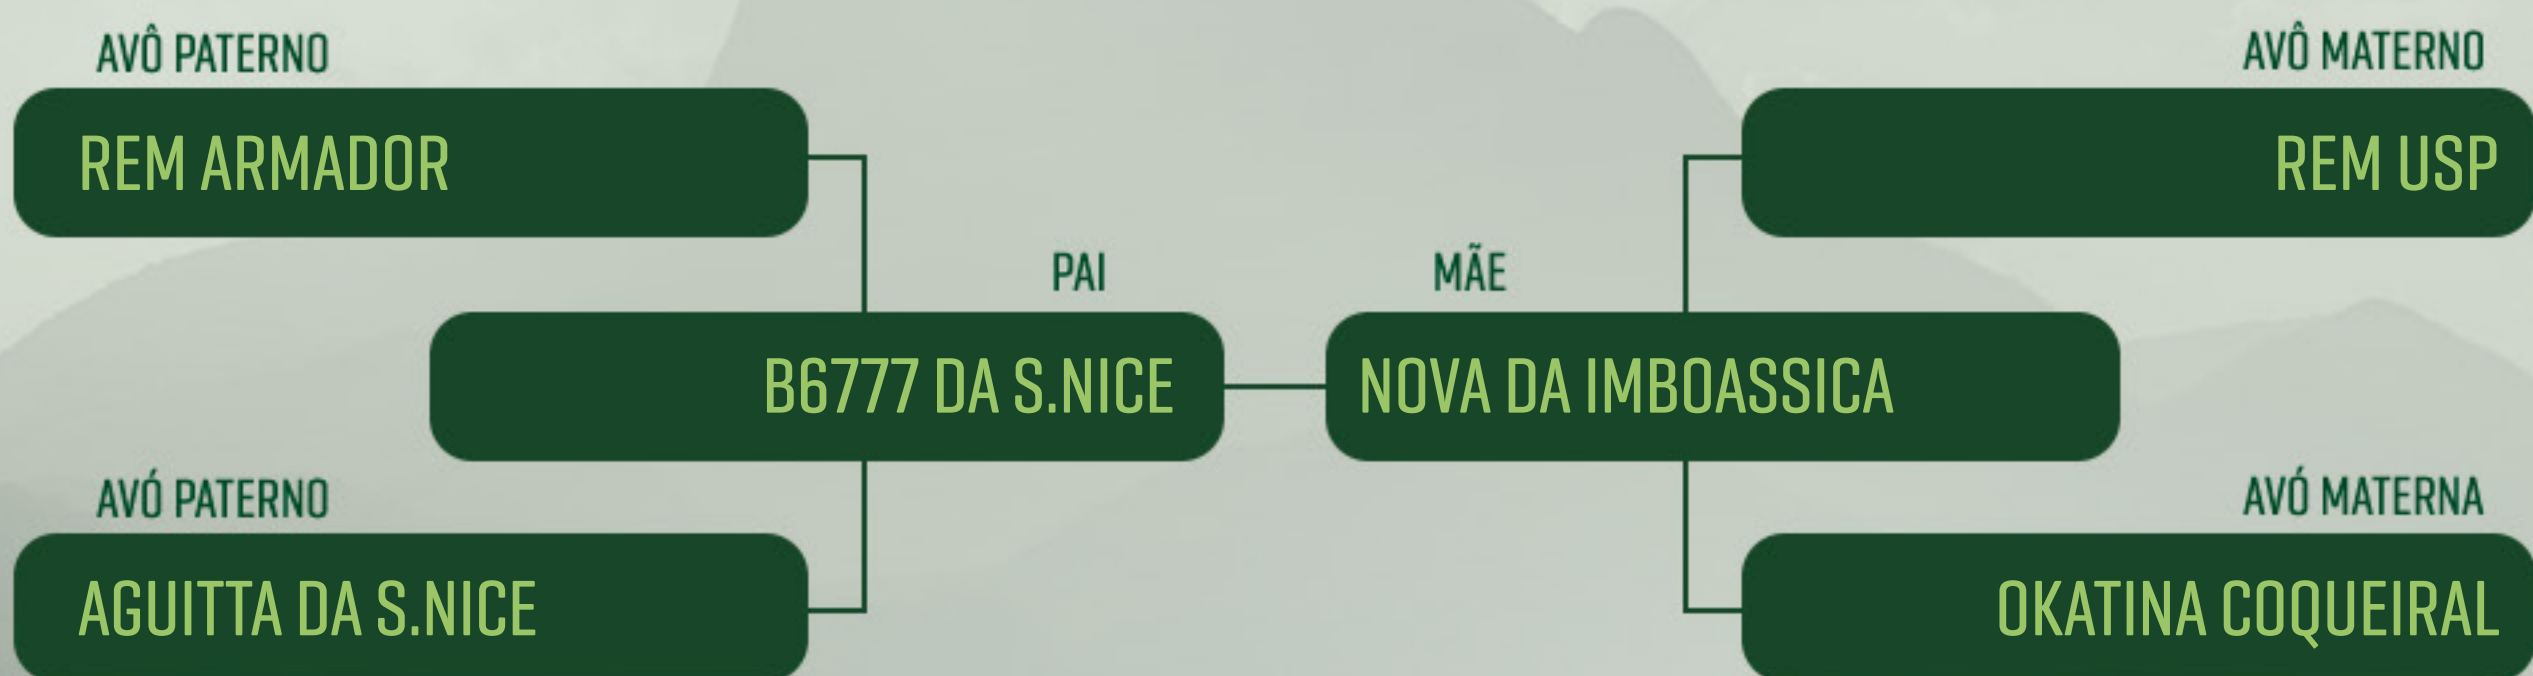 AVÔ PATERNO
REM ARMADOR
AVÔ MATERNO
REM USP
PAI
B6777 DA S.NICE
MÃE
NOVA DA IMBOASSICA
AVÓ PATERNO
AGUITTA DA S.NICE
AVÓ MATERNA
OKATINA COQUEIRAL